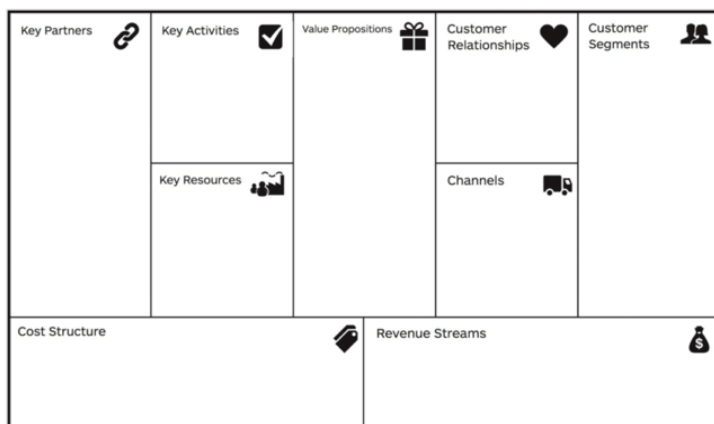 Key Partners
Key Activities
Value Propositions
Customer
Relationships
Customer
Segments
Key Resources
Channels
Cost Structure
Revenue Streams
$